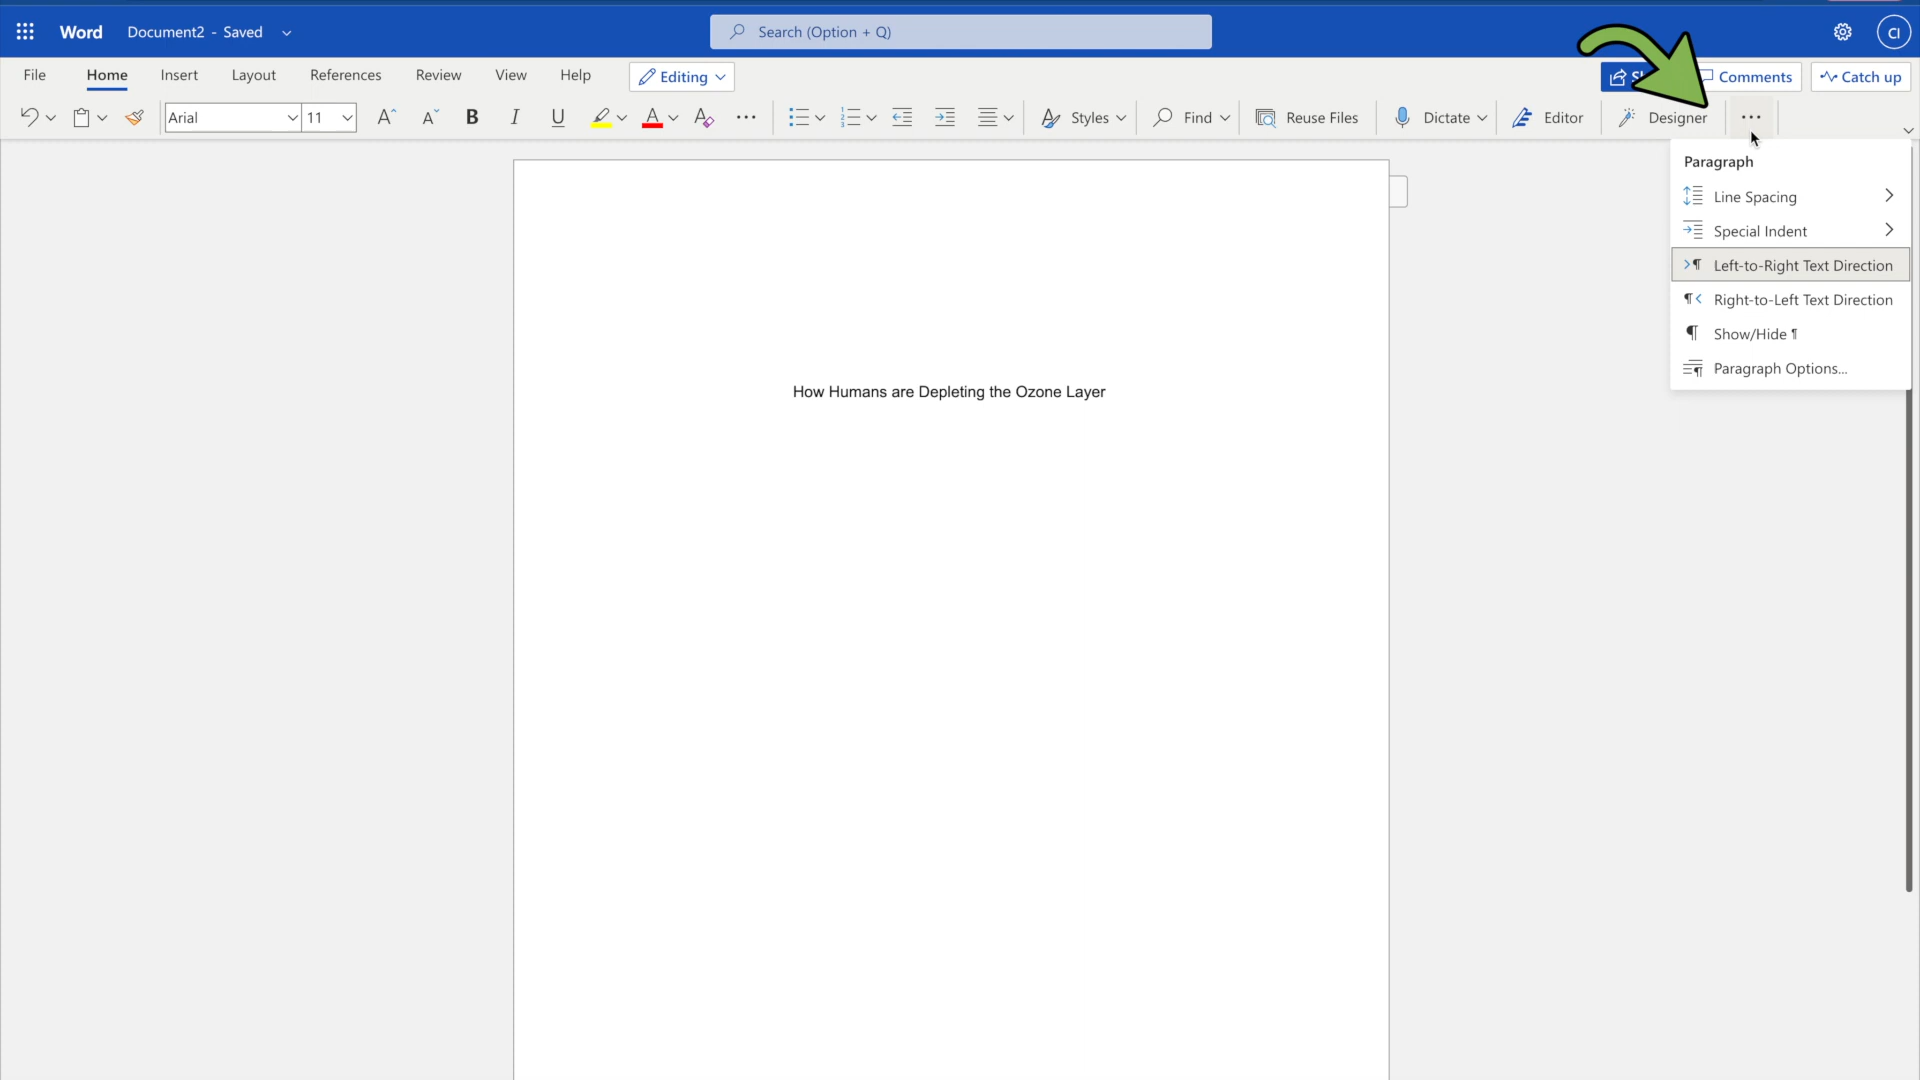 Word Document2 - Saved Search (Option + Q) CI
File Home Insert Layout References Review View Help Editing Comments Catch up
Arial 11 A A B I U A A Styles Find Reuse Files Dictate Editor Designer
Paragraph
Line Spacing
Special Indent
Left-to-Right Text Direction
Right-to-Left Text Direction
Show/Hide ¶
Paragraph Options...
How Humans are Depleting the Ozone Layer